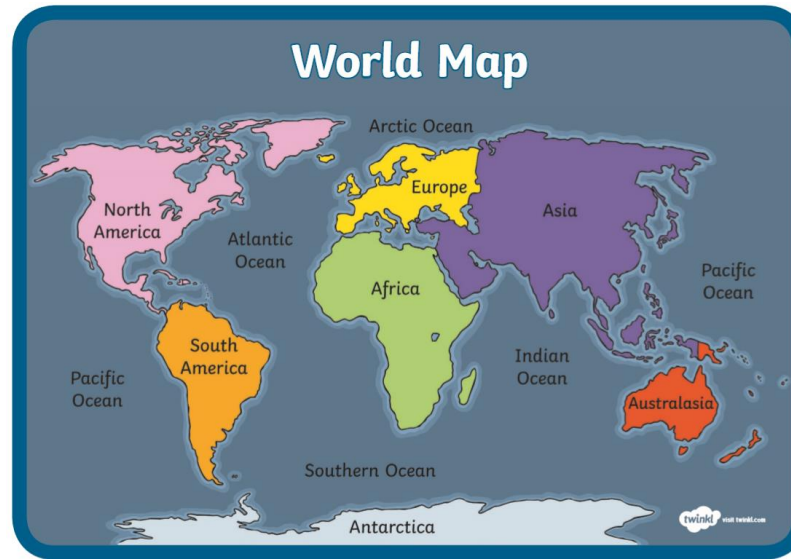 World Map
Arctic Ocean
North
America
Europe
Asia
Atlantic
Ocean
Africa
Pacific
Ocean
South
America
Pacific
Ocean
Indian
Ocean
Australasia
Southern Ocean
Antarctica
twinkl visit twinkl.com